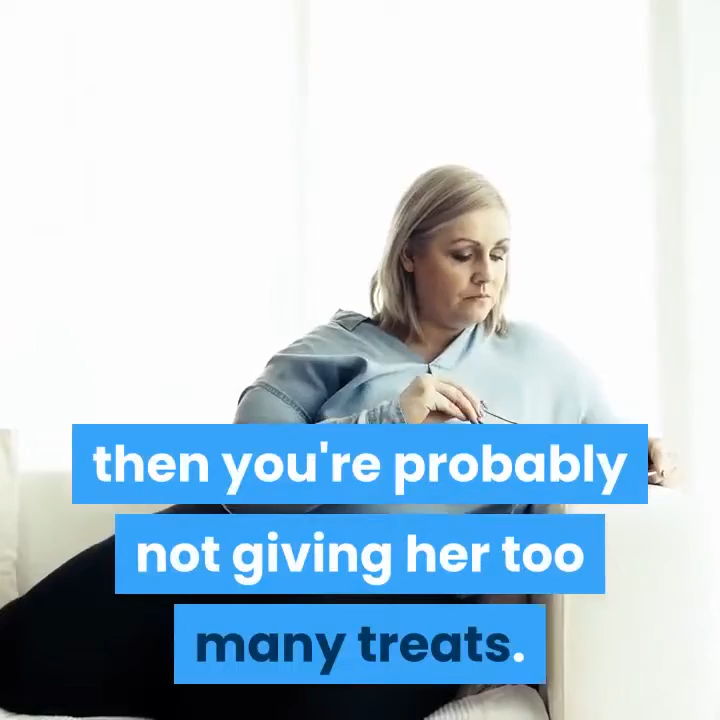 then you're probably
not giving her too
many treats.